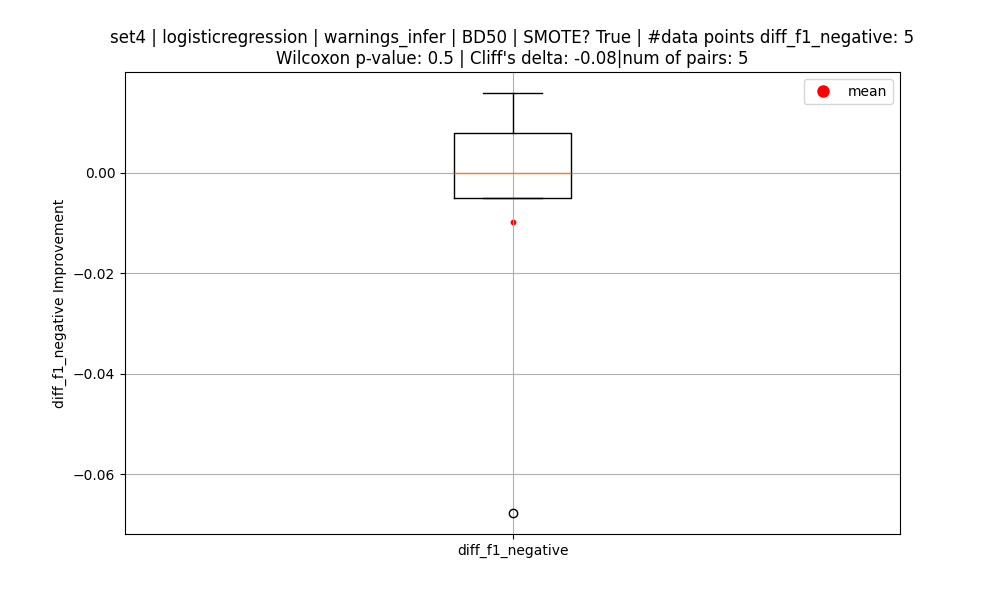 set4 | logisticregression | warnings_infer | BD50 | SMOTE? True | #data points diff_f1_negative: 5
Wilcoxon p-value: 0.5 | Cliff's delta: -0.08|num of pairs: 5
mean
0.00
−0.02
−0.04
−0.06
diff_f1_negative Improvement
diff_f1_negative